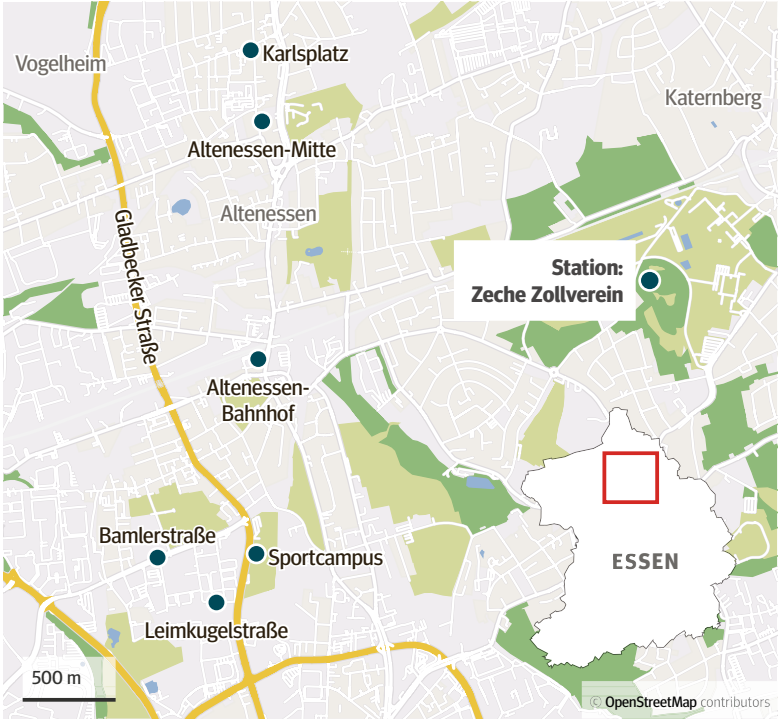 Karlsplatz
Vogelheim
Katernberg
Altenessen-Mitte
Altenessen
Gladbecker Straße
Station:
Zeche Zollverein
Altenessen-
Bahnhof
Bamlerstraße
Sportcampus
ESSEN
Leimkugelstraße
500 m
© OpenStreetMap contributors